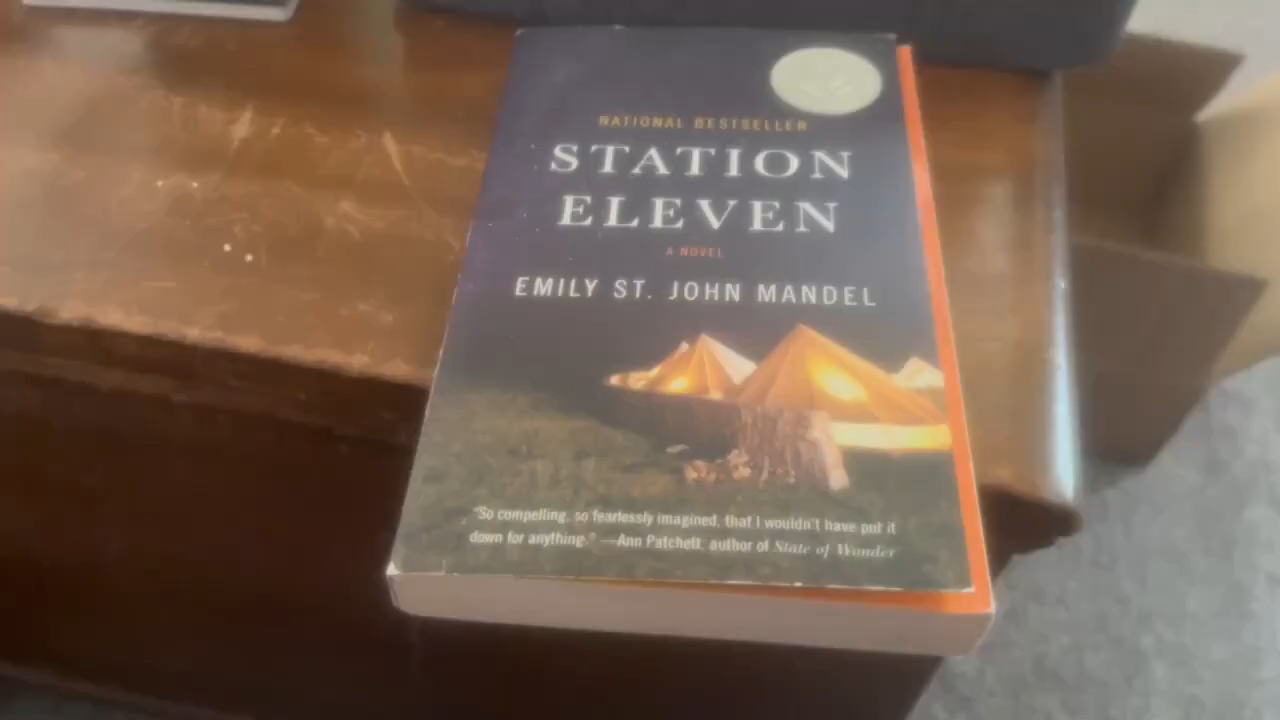 NATIONAL BESTSELLER
STATION
ELEVEN
A NOVEL
EMILY ST. JOHN MANDEL
"So compelling, so fearlessly imagined, that I wouldn't have put it
down for anything." —Ann Patchett, author of State of Wonder